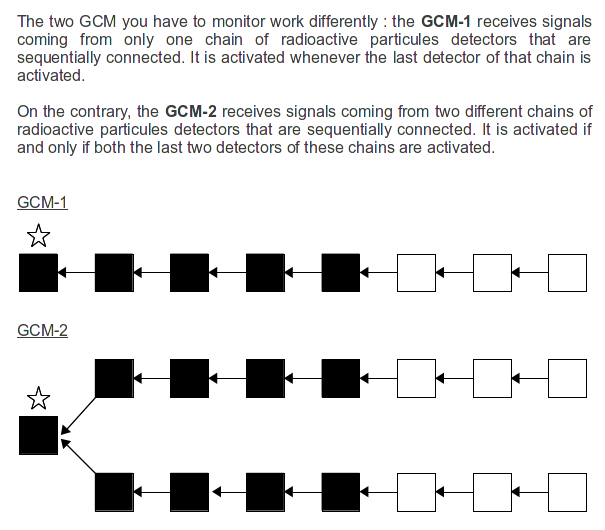 The two GCM you have to monitor work differently : the GCM-1 receives signals
coming from only one chain of radioactive particules detectors that are
sequentially connected. It is activated whenever the last detector of that chain is
activated.
On the contrary, the GCM-2 receives signals coming from two different chains of
radioactive particules detectors that are sequentially connected. It is activated if
and only if both the last two detectors of these chains are activated.
GCM-1
GCM-2